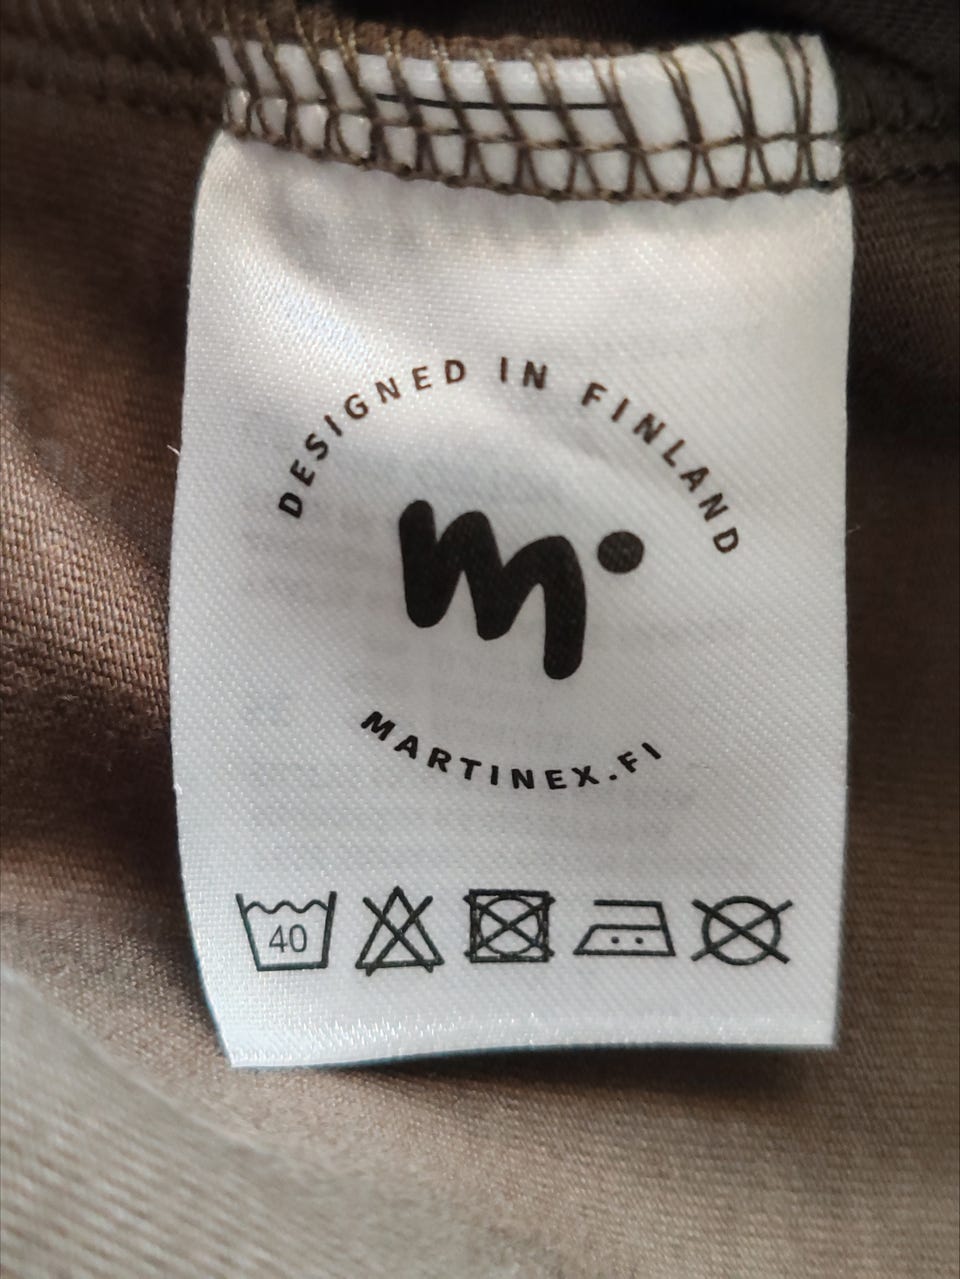 DESIGNED IN FINLAND
m
MARTINEX.FI
40